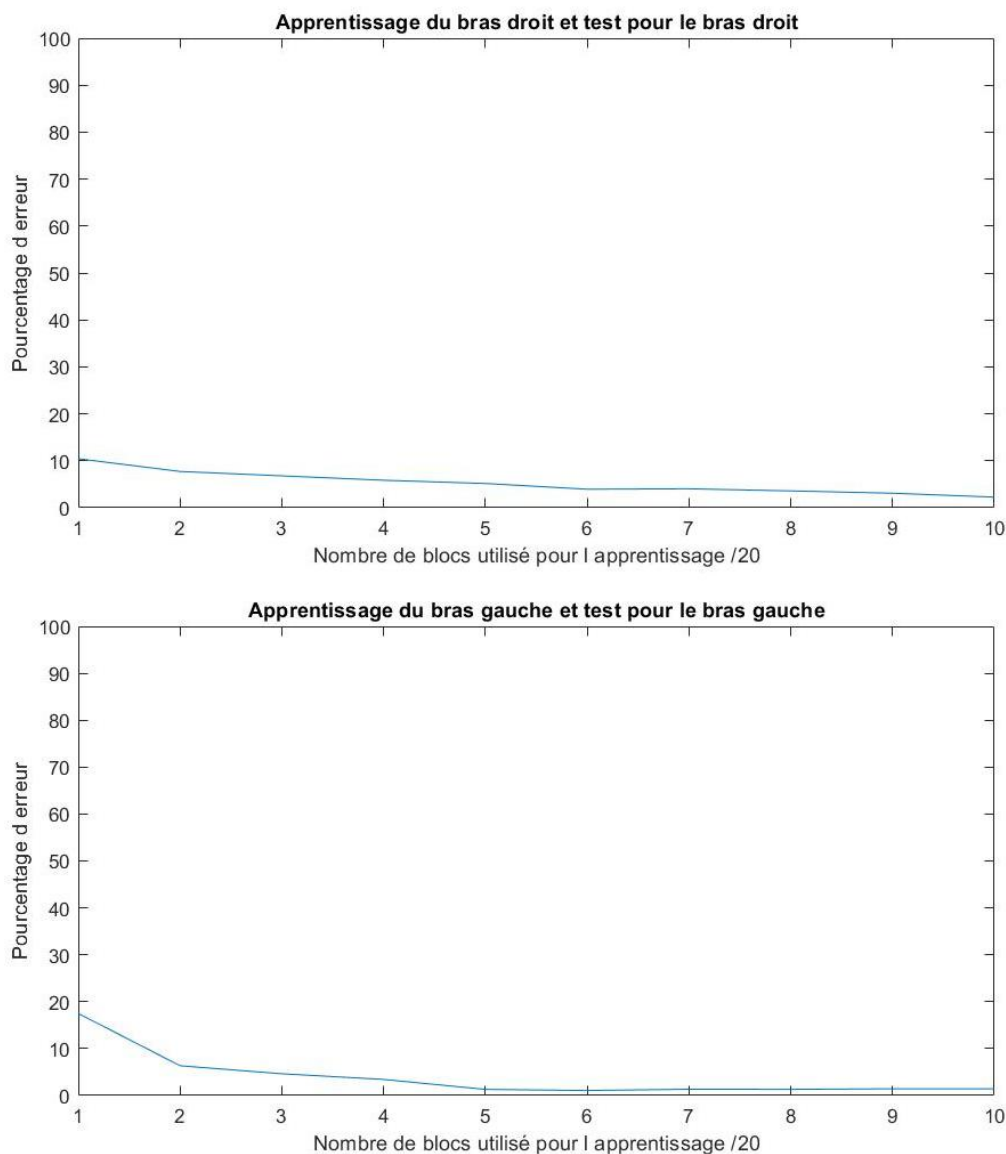 Apprentissage du bras droit et test pour le bras droit
100
90
80
70
60
50
40
30
20
10
0
Pourcentage d erreur
1 2 3 4 5 6 7 8 9 10
Nombre de blocs utilisé pour l apprentissage /20
Apprentissage du bras gauche et test pour le bras gauche
100
90
80
70
60
50
40
30
20
10
0
Pourcentage d erreur
1 2 3 4 5 6 7 8 9 10
Nombre de blocs utilisé pour l apprentissage /20